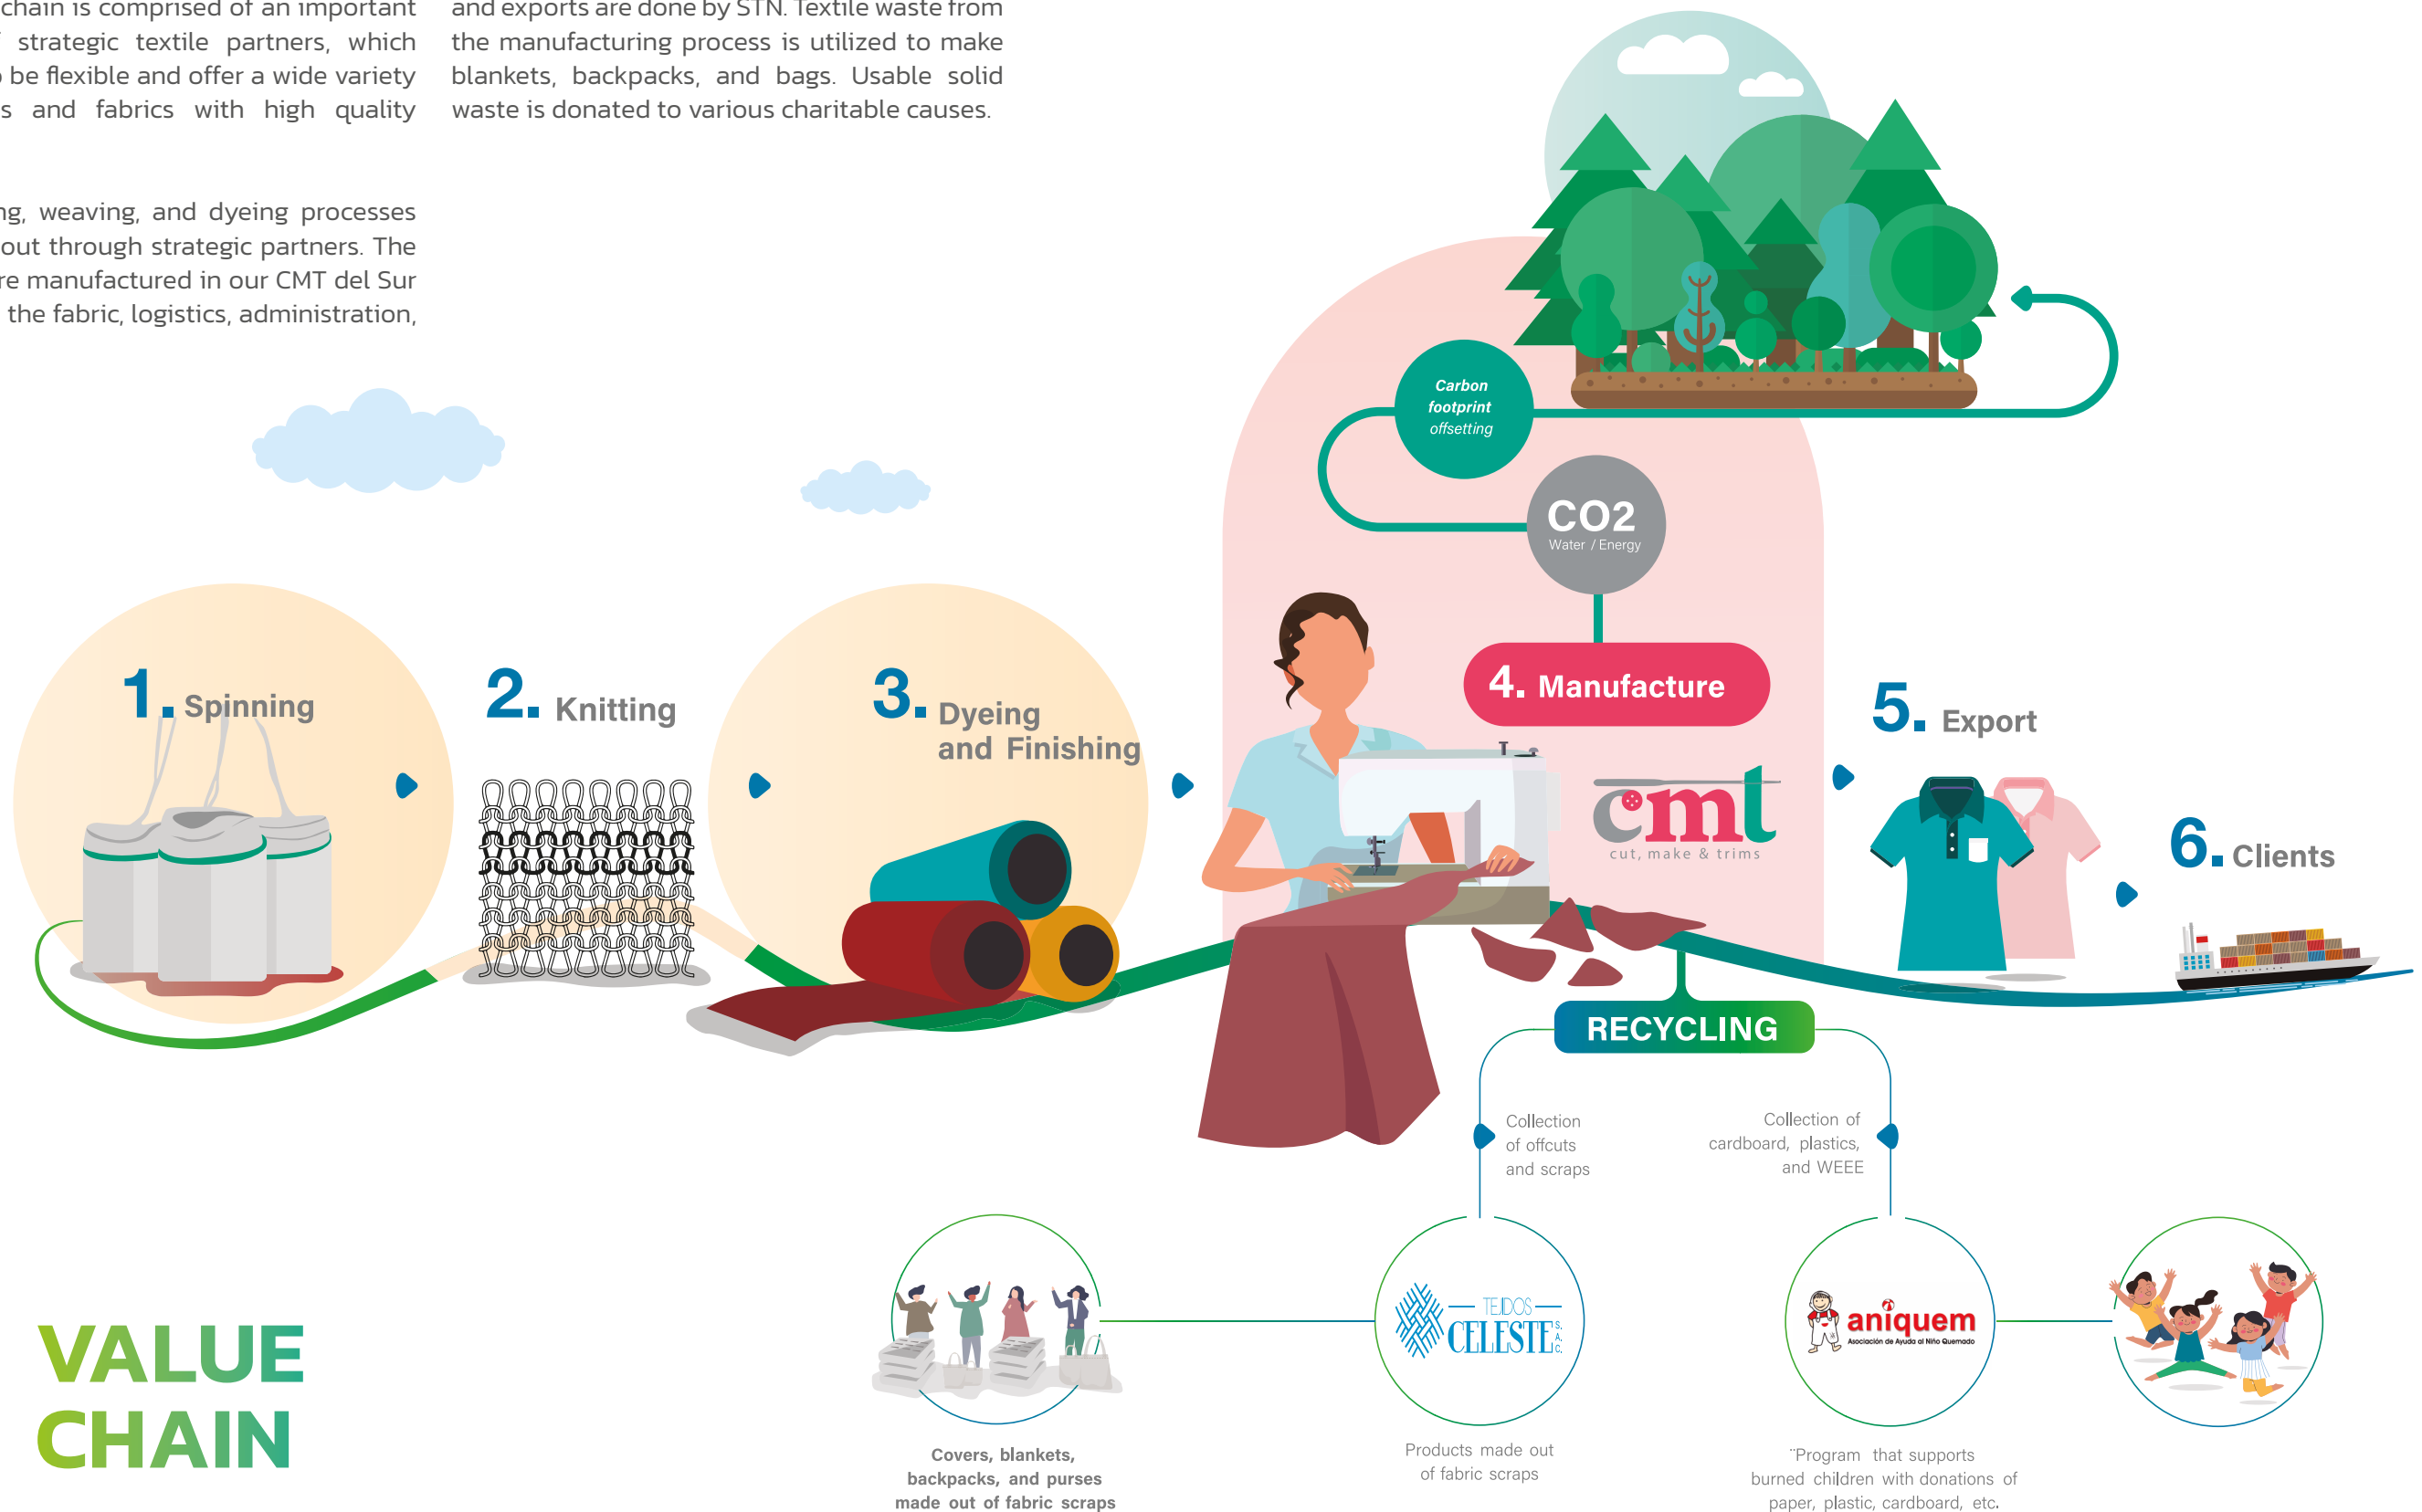 chain is comprised of an important
strategic textile partners, which
be flexible and offer a wide variety
and fabrics with high quality
weaving, and dyeing processes
out through strategic partners. The
manufactured in our CMT del Sur
the fabric, logistics, administration,
and exports are done by STN. Textile waste from
the manufacturing process is utilized to make
blankets, backpacks, and bags. Usable solid
waste is donated to various charitable causes.
Carbon
footprint
offsetting
CO2
Water / Energy
1. Spinning
2. Knitting
3. Dyeing
and Finishing
4. Manufacture
cmt
cut, make & trims
5. Export
6. Clients
RECYCLING
Collection
of offcuts
and scraps
Collection of
cardboard, plastics,
and WEEE
TEJIDOS
CELESTE S.A.C.
aniquem
Asociación de Ayuda al Niño Quemado
Covers, blankets,
backpacks, and purses
made out of fabric scraps
Products made out
of fabric scraps
¨Program that supports
burned children with donations of
paper, plastic, cardboard, etc.
VALUE
CHAIN